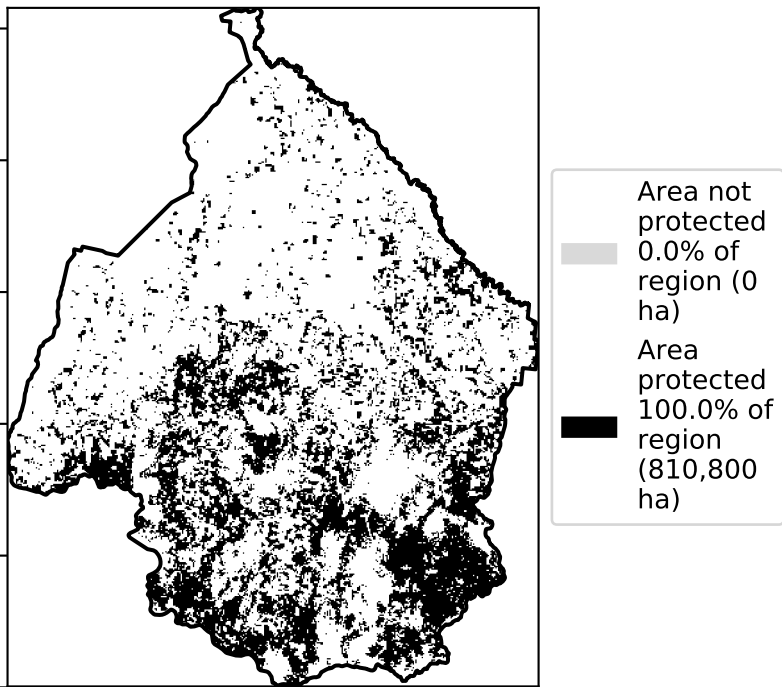 Area not
protected
0.0% of
region (0
ha)
Area
protected
100.0% of
region
(810,800
ha)